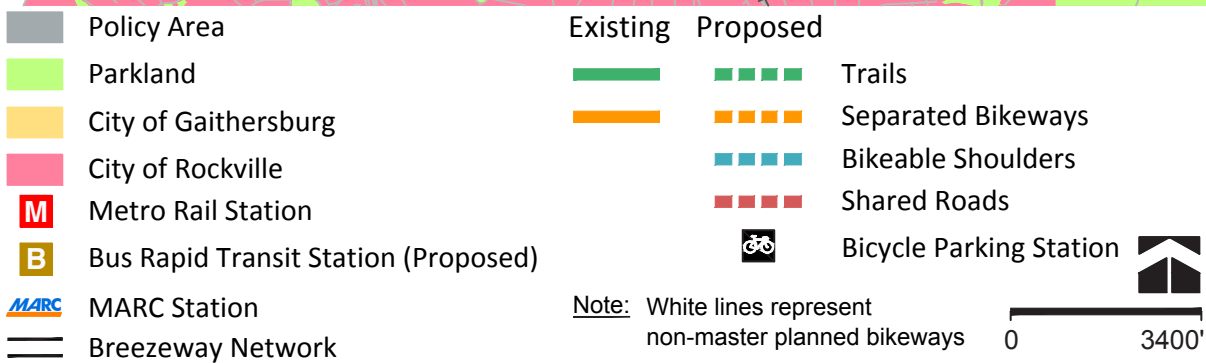 Policy Area
Parkland
City of Gaithersburg
City of Rockville
M Metro Rail Station
B Bus Rapid Transit Station (Proposed)
MARC MARC Station
Breezeway Network
Existing Proposed
Trails
Separated Bikeways
Bikeable Shoulders
Shared Roads
Bicycle Parking Station
Note: White lines represent
non-master planned bikeways
0 3400'